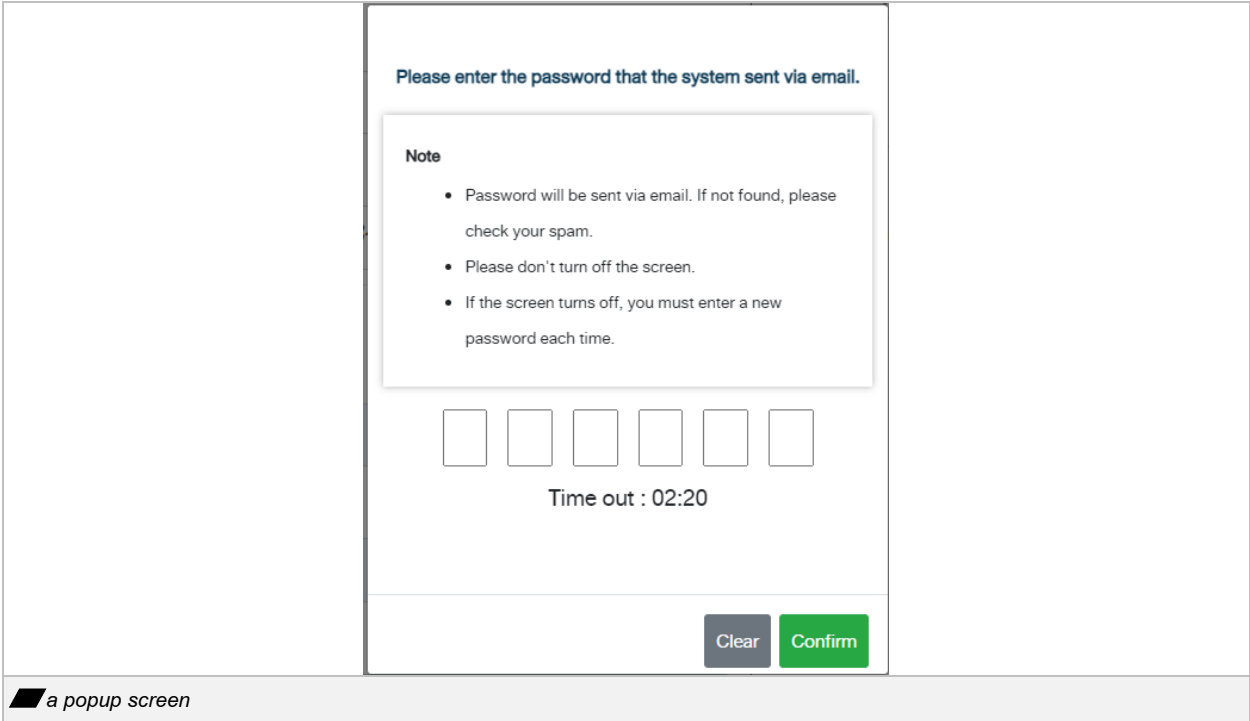 Please enter the password that the system sent via email.
Note
• Password will be sent via email. If not found, please
check your spam.
• Please don't turn off the screen.
• If the screen turns off, you must enter a new
password each time.
Time out : 02:20
Clear Confirm
a popup screen